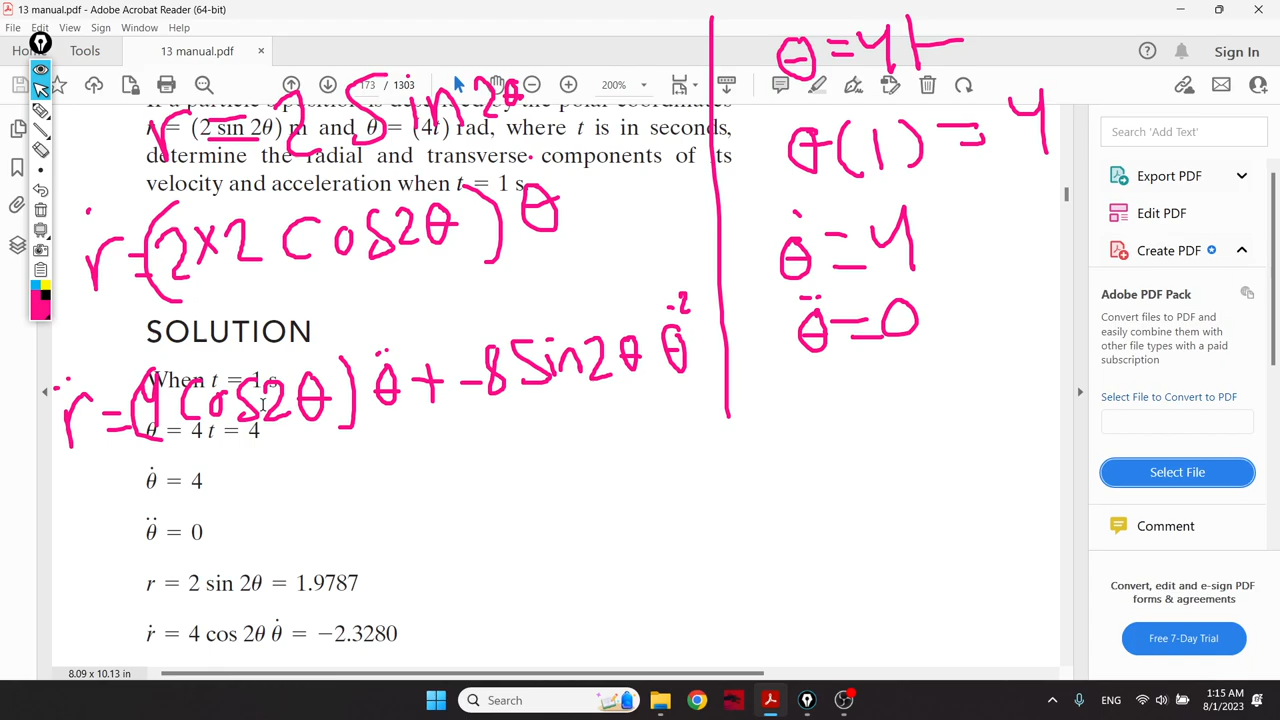 13 manual.pdf - Adobe Acrobat Reader (64-bit)
File Edit View Sign Window Help
Home Tools 13 manual.pdf × Sign In
173 / 1303 200%
θ = 4t
r = 2 Sin 2θ
r = (2 sin 2θ) m and θ = (4t) rad, where t is in seconds,
determine the radial and transverse components of its
velocity and acceleration when t = 1 s.
θ(1) = 4
ṙ = (2×2 Cos 2θ) θ̇
θ̇ = 4
θ̈ = 0
SOLUTION
When t = 1 s,
r̈ = (4 Cos 2θ) θ̈ + -8 Sin 2θ θ̇²
θ = 4 t = 4
θ̇ = 4
θ̈ = 0
r = 2 sin 2θ = 1.9787
ṙ = 4 cos 2θ θ̇ = −2.3280
8.09 x 10.13 in
Search 'Add Text'
Export PDF
Edit PDF
Create PDF
Adobe PDF Pack
Convert files to PDF
and easily combine them
with other file types with a
paid subscription.
Select File to Convert to PDF
Select File
Comment
Convert, edit and e-sign PDF
forms & agreements
Free 7-Day Trial
Search
ENG
1:15 AM
8/1/2023